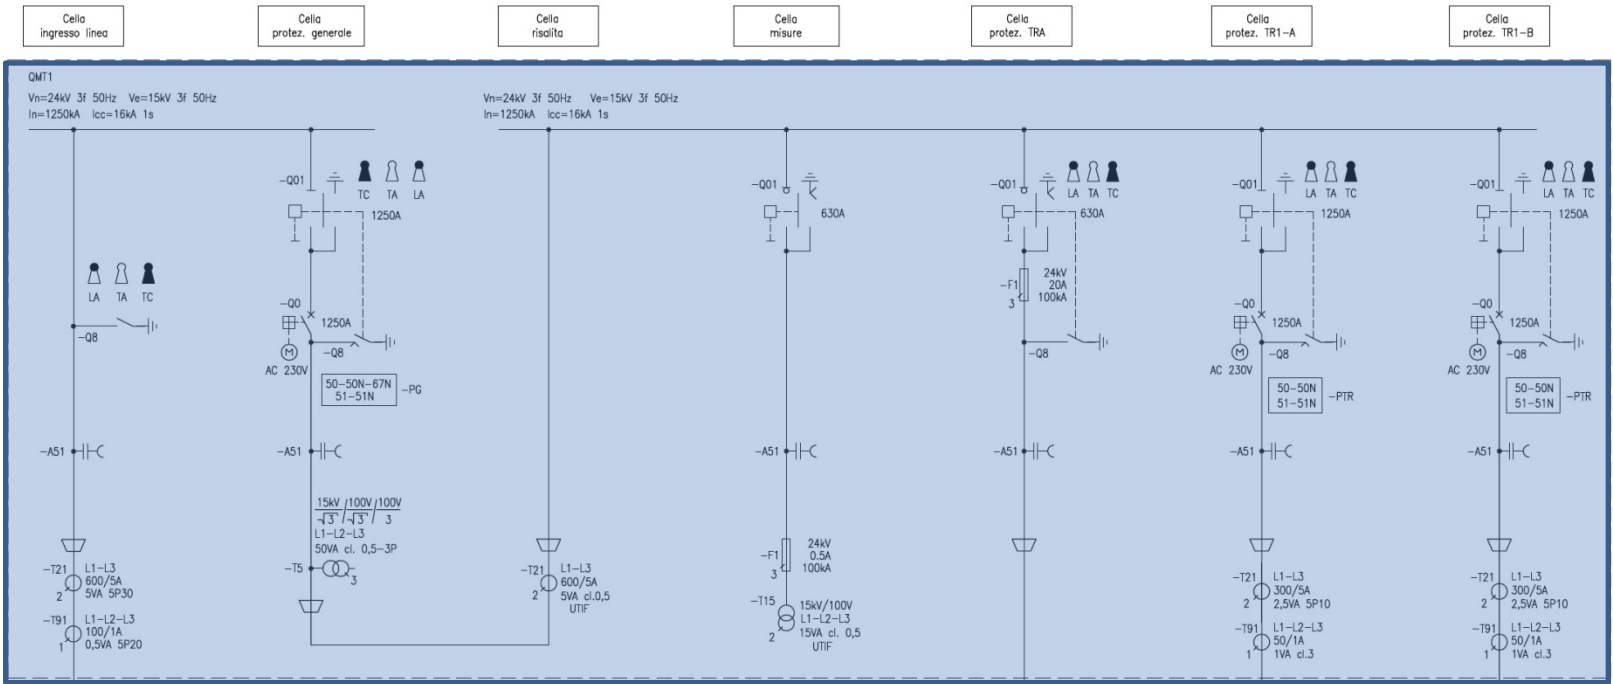 Cella
ingresso linea
Cella
protez. generale
Cella
risalita
Cella
misure
Cella
protez. TRA
Cella
protez. TR1-A
Cella
protez. TR1-B
QMT1
Vn=24kV 3f 50Hz Ve=15kV 3f 50Hz
In=1250kA Icc=16kA 1s
Vn=24kV 3f 50Hz Ve=15kV 3f 50Hz
In=1250kA Icc=16kA 1s
LA TA TC
-Q8
-A51
-T21
L1-L3
600/5A
5VA 5P30
2
-T91
L1-L2-L3
100/1A
0,5VA 5P20
1
-Q01
TC TA LA
1250A
-Q0
1250A
M
AC 230V
-Q8
50-50N-67N
51-51N
-PG
-A51
15kV/√3 / 100V/√3 / 100V/3
L1-L2-L3
50VA cl. 0,5-3P
-T5
3
-T21
L1-L3
600/5A
5VA cl.0,5
UTIF
2
-Q01
630A
-A51
-F1
24kV
0.5A
100kA
3
-T15
15kV/100V
L1-L2-L3
15VA cl. 0,5
UTIF
2
-Q01
LA TA TC
630A
-F1
24kV
20A
100kA
3
-Q8
-A51
-Q01
LA TA TC
1250A
-Q0
1250A
M
AC 230V
-Q8
50-50N
51-51N
-PTR
-A51
-T21
L1-L3
300/5A
2,5VA 5P10
2
-T91
L1-L2-L3
50/1A
1VA cl.3
1
-Q01
LA TA TC
1250A
-Q0
1250A
M
AC 230V
-Q8
50-50N
51-51N
-PTR
-A51
-T21
L1-L3
300/5A
2,5VA 5P10
2
-T91
L1-L2-L3
50/1A
1VA cl.3
1